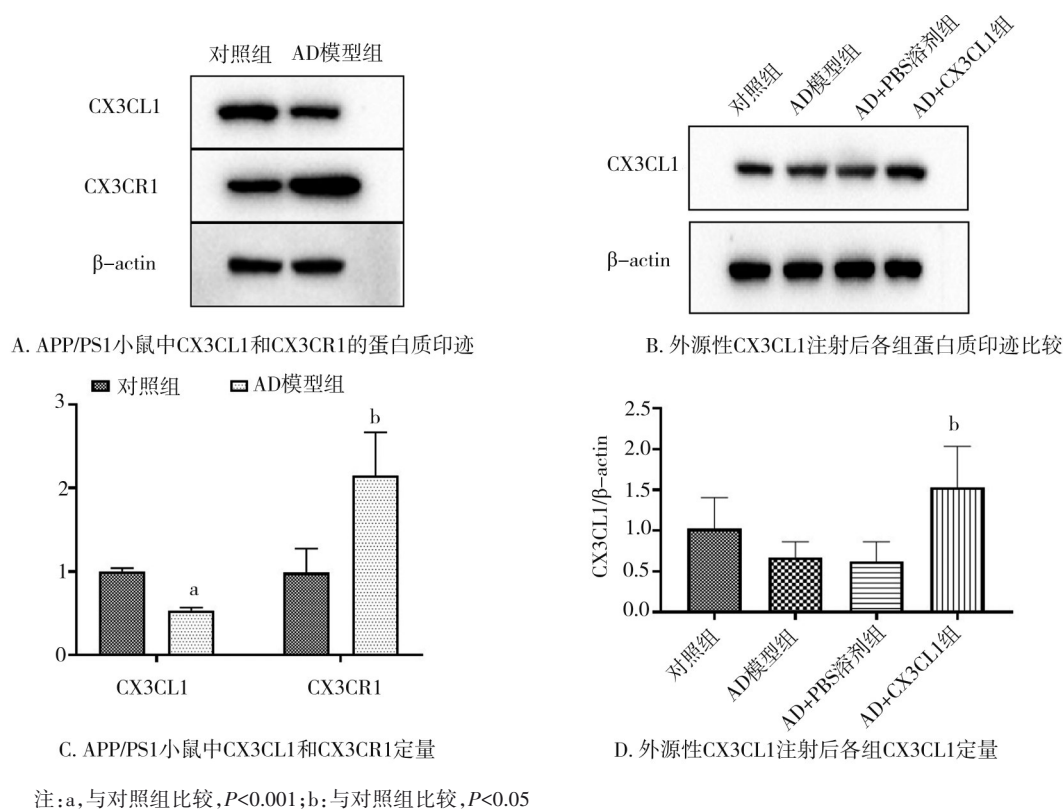 对照组 AD模型组
CX3CL1
CX3CR1
β-actin
A. APP/PS1小鼠中CX3CL1和CX3CR1的蛋白质印迹
对照组
AD模型组
AD+PBS溶剂组
AD+CX3CL1组
CX3CL1
β-actin
B. 外源性CX3CL1注射后各组蛋白质印迹比较
对照组 AD模型组
3
2
1
0
a
b
CX3CL1 CX3CR1
C. APP/PS1小鼠中CX3CL1和CX3CR1定量
CX3CL1/β-actin
2.5
2.0
1.5
1.0
0.5
0.0
b
对照组
AD模型组
AD+PBS溶剂组
AD+CX3CL1组
D. 外源性CX3CL1注射后各组CX3CL1定量
注:a,与对照组比较,P<0.001;b:与对照组比较,P<0.05